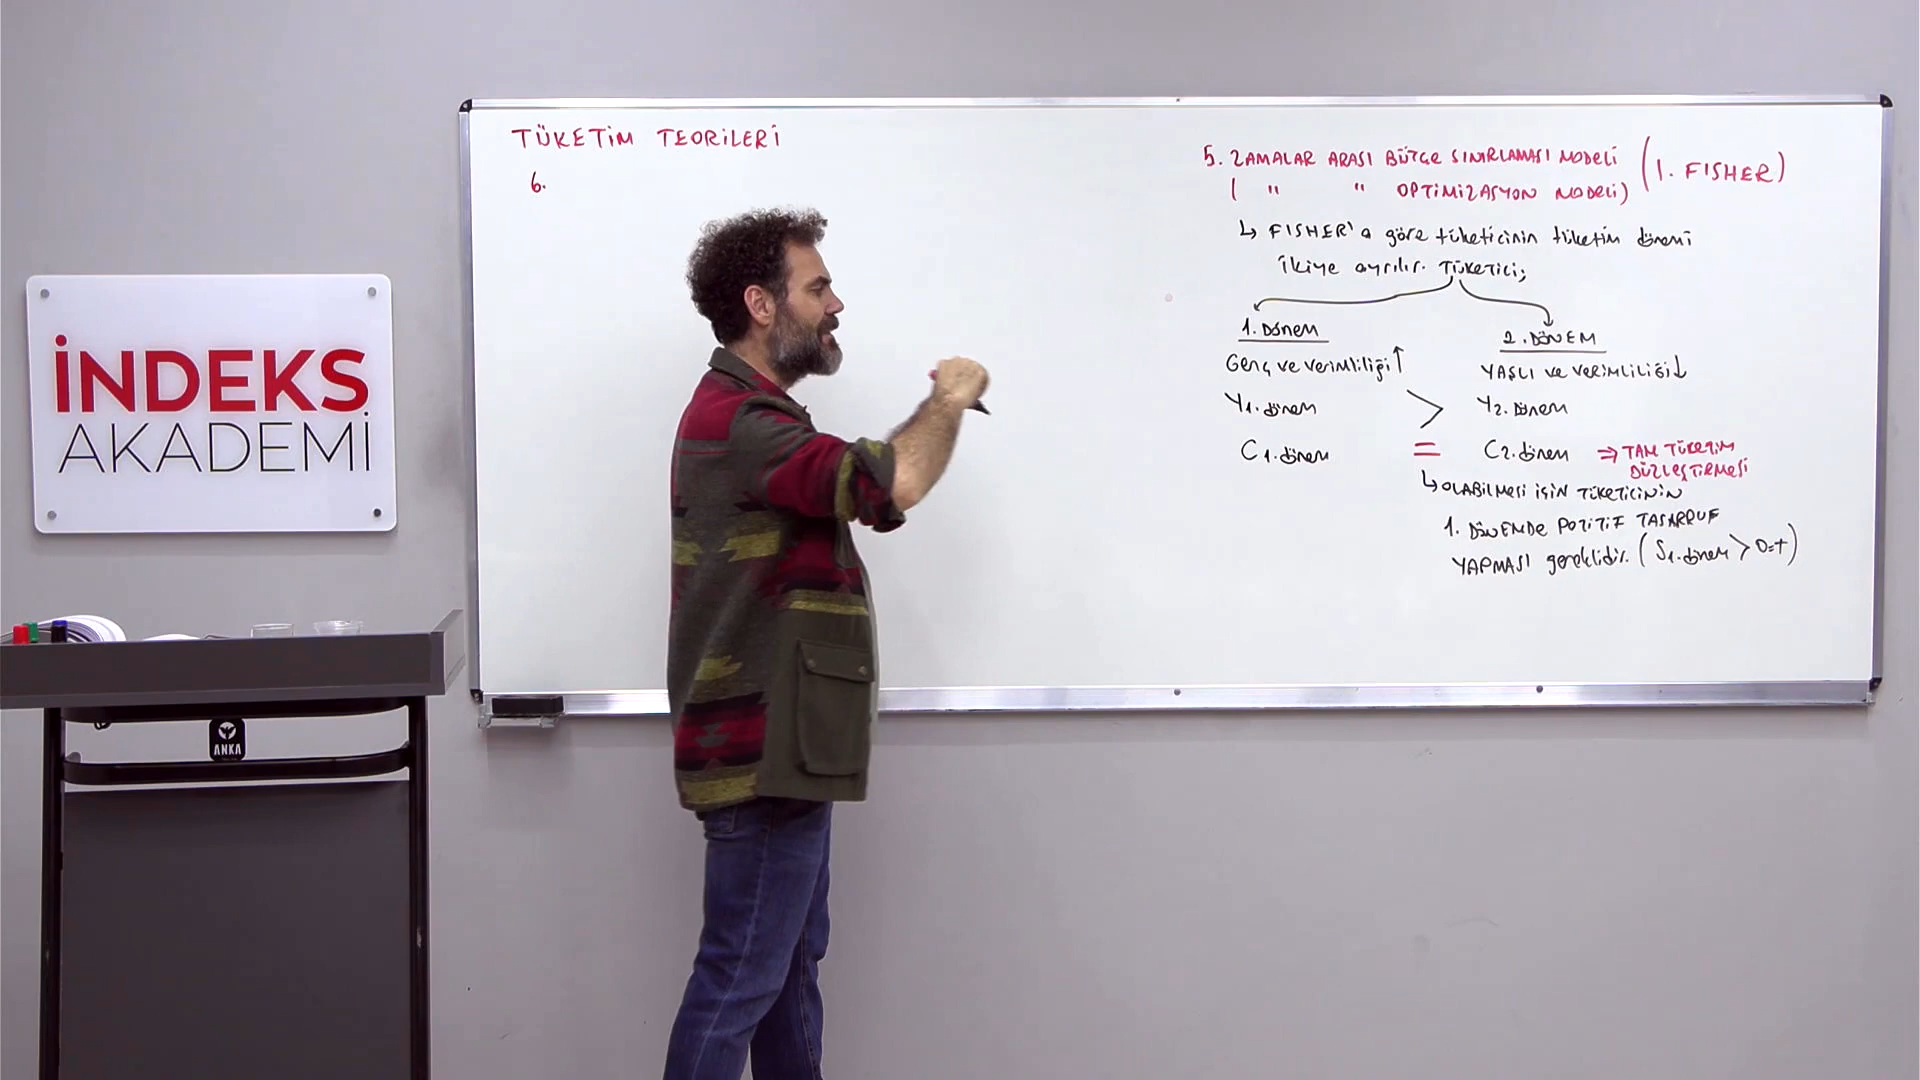 İNDEKS
AKADEMİ
ANKA
TÜKETİM TEORİLERİ
6.
5. ZAMALAR ARASI BÜTÇE SINIRLAMASI MODELİ (I. FISHER)
( " " OPTİMİZASYON MODELİ)
↳ FISHER'a göre tüketicinin tüketim dönemi
ikiye ayrılır. Tüketici;
1. Dönem
Genç ve verimliliği ↑
Y1. dönem
C1. dönem
>
=
2. DÖNEM
YAŞLI ve VERİMLİLİĞİ ↓
Y2. dönem
C2. dönem ⇒ TAM TÜKETİM
DÜZLEŞTİRMESİ
↳ OLABİLMESİ İÇİN TÜKETİCİNİN
1. DÖNEMDE POZİTİF TASARRUF
YAPMASI gereklidir. (S1. dönem > 0=+)